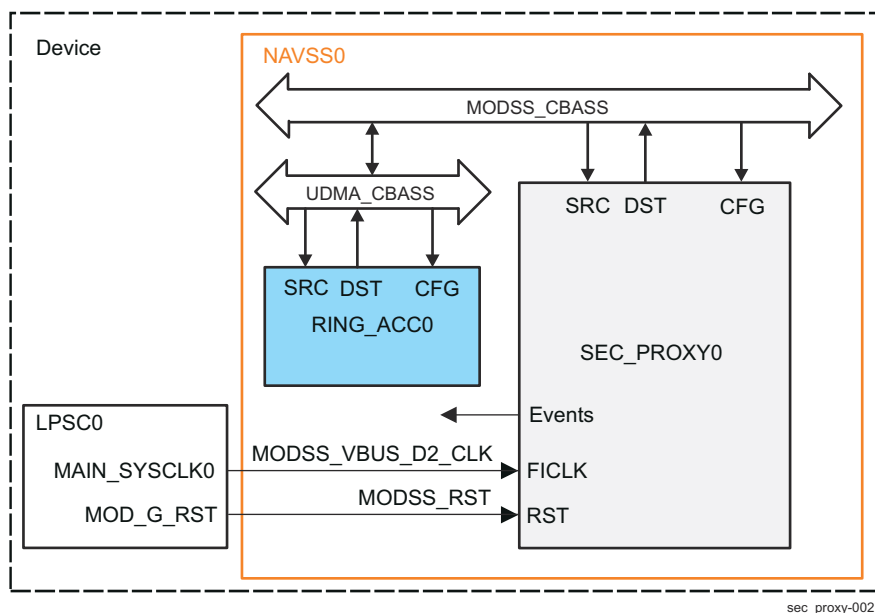 Device
NAVSS0
MODSS_CBASS
UDMA_CBASS
SRC DST CFG
SRC DST CFG
RING_ACC0
SEC_PROXY0
Events
LPSC0
MAIN_SYSCLK0
MODSS_VBUS_D2_CLK
FICLK
MOD_G_RST
MODSS_RST
RST
sec_proxy-002